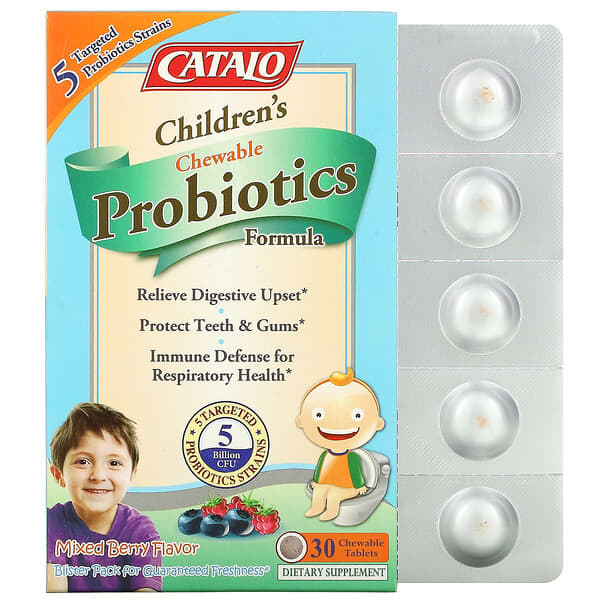 5 Targeted
Probiotics Strains
CATALO
Children's
Chewable
Probiotics
Formula
Relieve Digestive Upset*
Protect Teeth & Gums*
Immune Defense for
Respiratory Health*
5 TARGETED
5
Billion
CFU
PROBIOTICS STRAINS
Mixed Berry Flavor
Blister Pack for Guaranteed Freshness*
30 Chewable
Tablets
DIETARY SUPPLEMENT